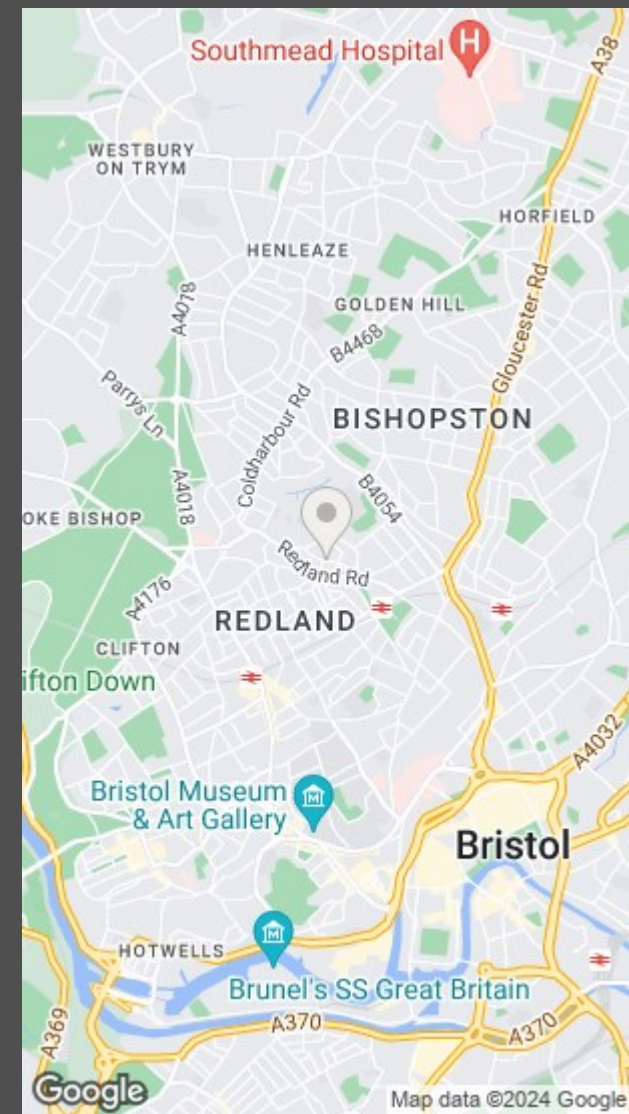 Southmead Hospital
H
A38
WESTBURY
ON TRYM
HORFIELD
HENLEAZE
A4018
GOLDEN HILL
Gloucester Rd
B4468
Parrys Ln
Coldharbour Rd
BISHOPSTON
A4018
B4054
OKE BISHOP
Redland Rd
A4176
REDLAND
CLIFTON
ifton Down
A4032
Bristol Museum
& Art Gallery
M
Bristol
M
HOTWELLS
Brunel's SS Great Britain
A369
A370
A370
Google
Map data ©2024 Google